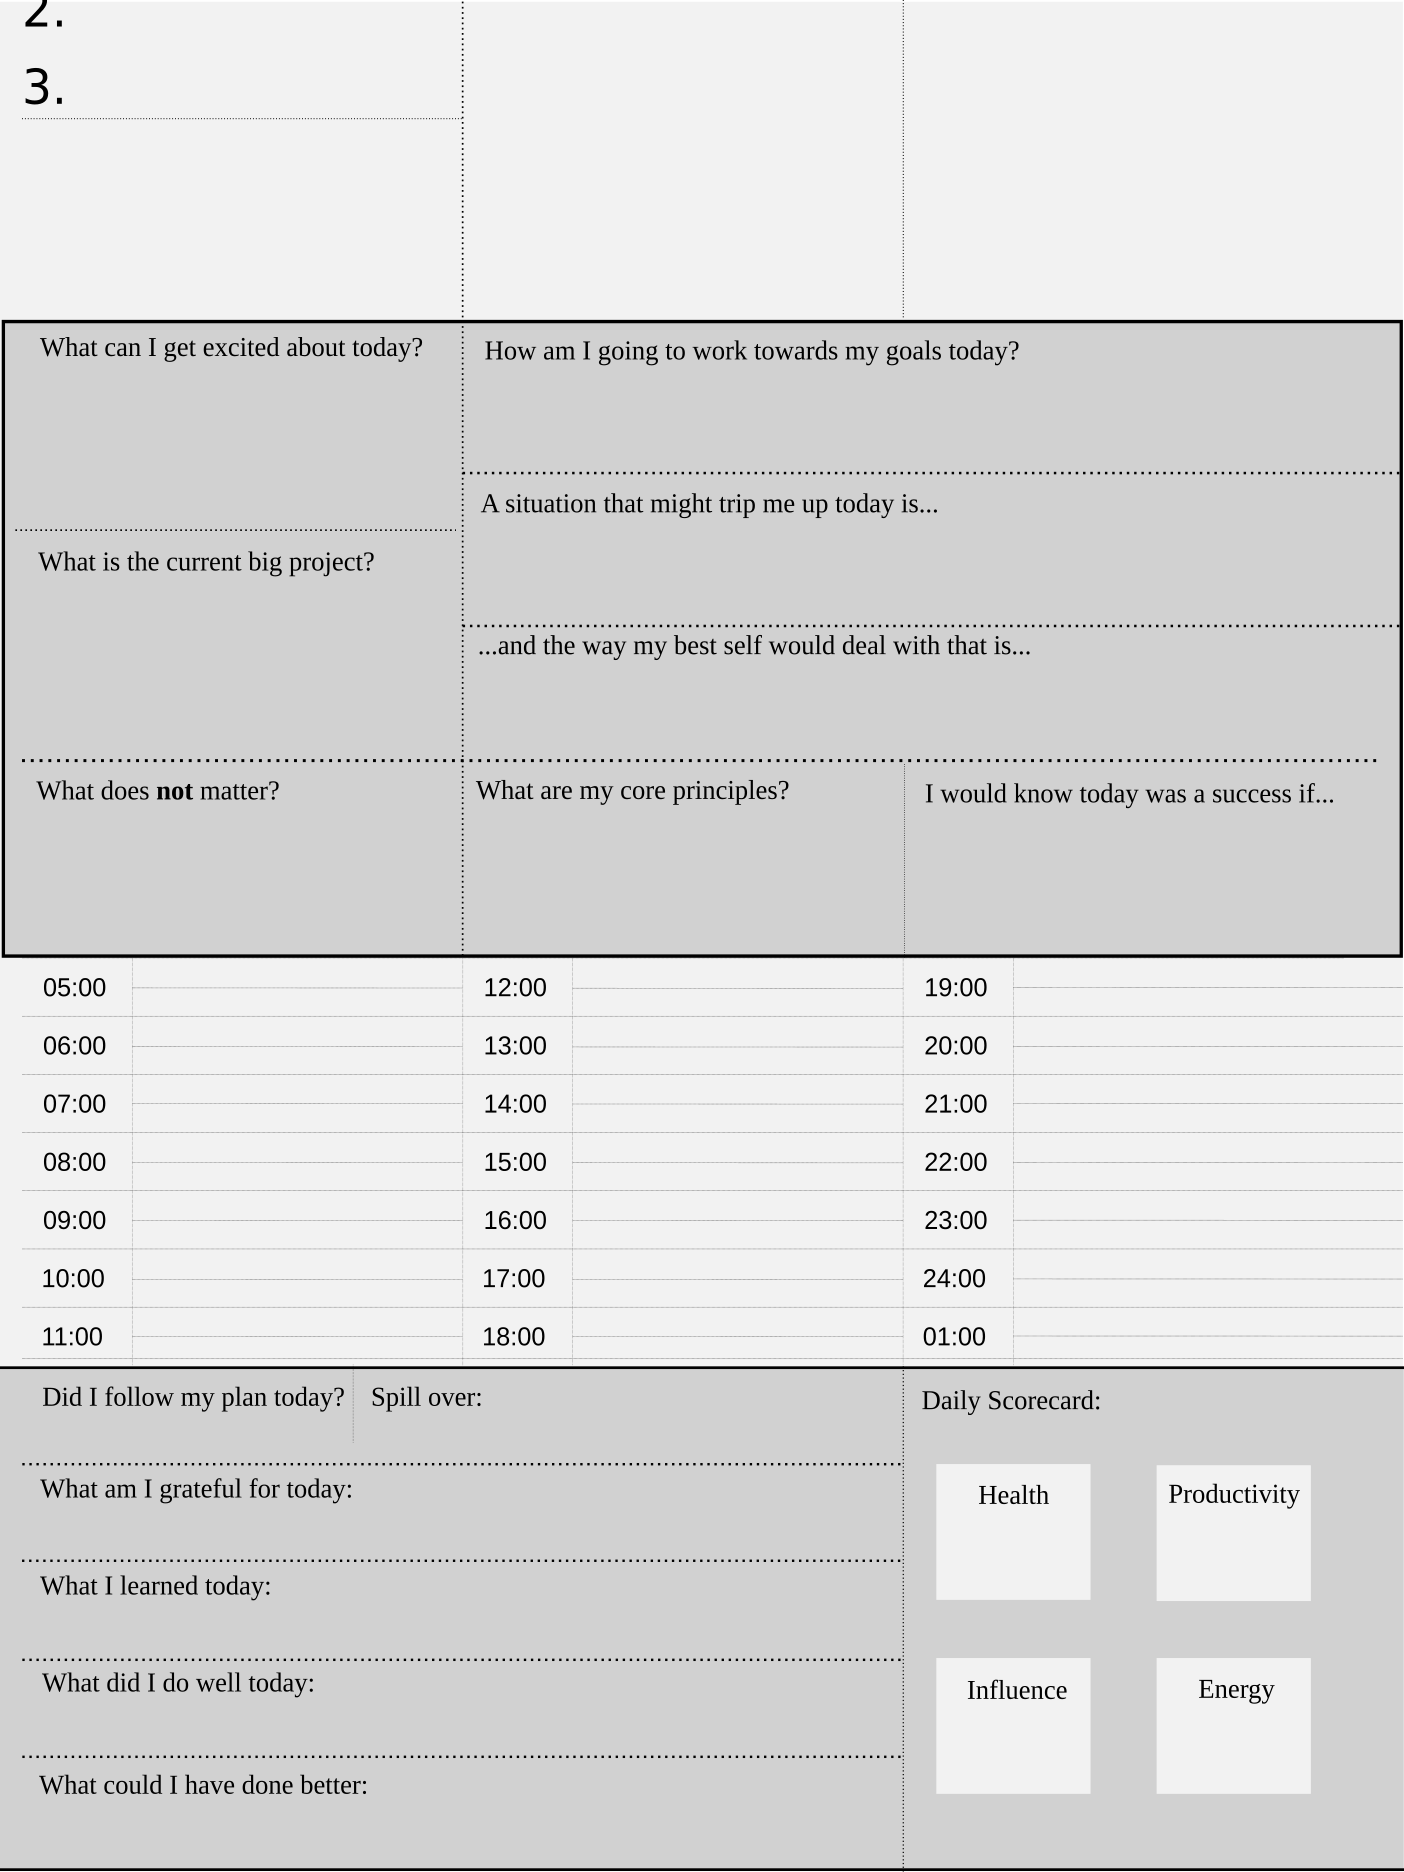 2.
3.
What can I get excited about today?
How am I going to work towards my goals today?
A situation that might trip me up today is...
What is the current big project?
...and the way my best self would deal with that is...
What does not matter?
What are my core principles?
I would know today was a success if...
05:00
06:00
07:00
08:00
09:00
10:00
11:00
12:00
13:00
14:00
15:00
16:00
17:00
18:00
19:00
20:00
21:00
22:00
23:00
24:00
01:00
Did I follow my plan today?
Spill over:
What am I grateful for today:
What I learned today:
What did I do well today:
What could I have done better:
Daily Scorecard:
Health
Productivity
Influence
Energy